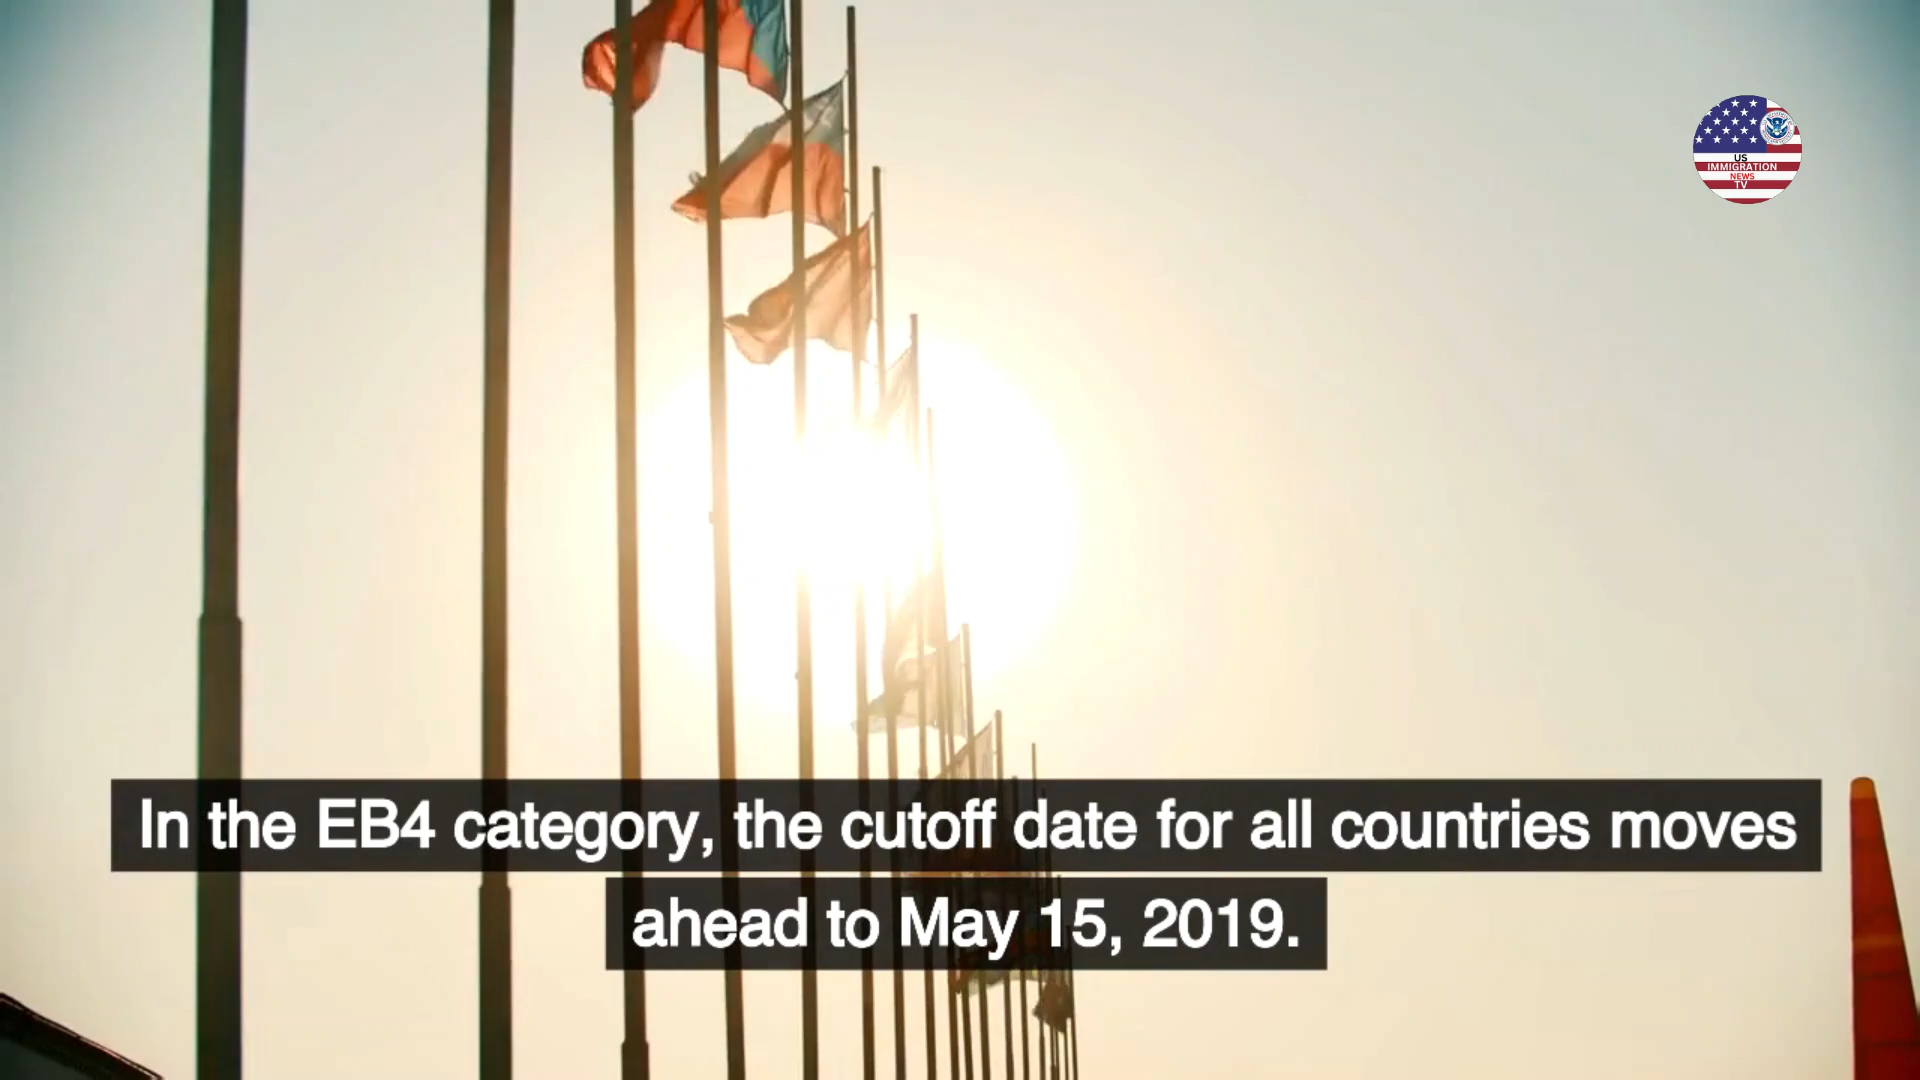 US
IMMIGRATION
NEWS
TV
In the EB4 category, the cutoff date for all countries moves
ahead to May 15, 2019.